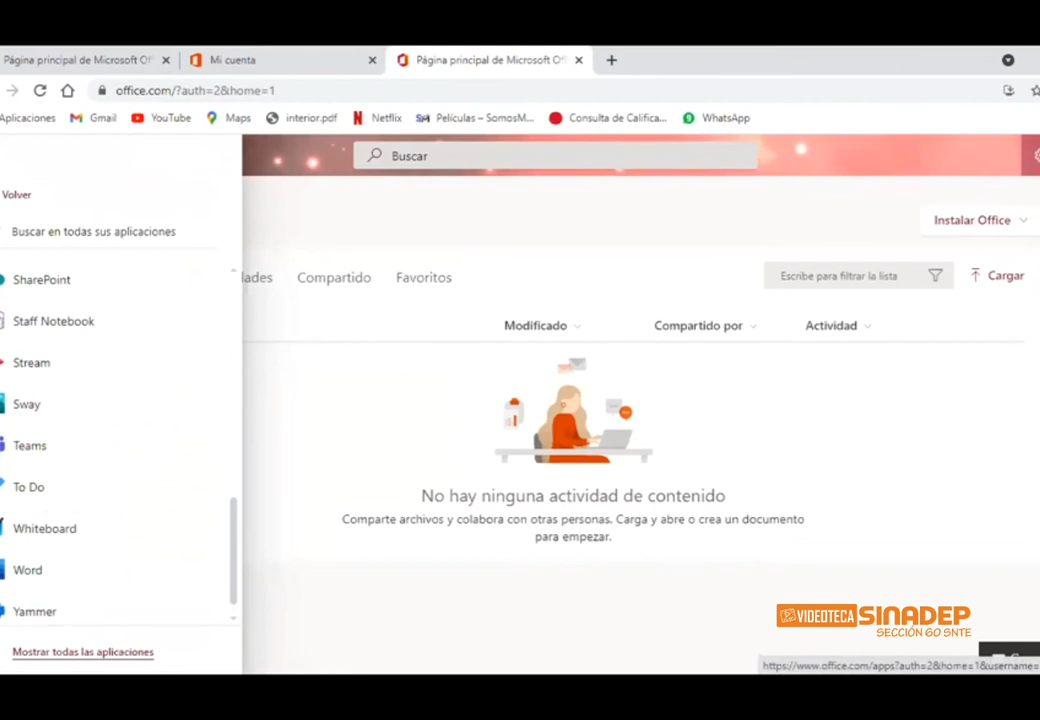 Página principal de Microsoft Of
Mi cuenta
Página principal de Microsoft Of
office.com/?auth=2&home=1
Aplicaciones
Gmail
YouTube
Maps
interior.pdf
Netflix
Películas – SomosM...
Consulta de Califica...
WhatsApp
Buscar
Volver
Buscar en todas sus aplicaciones
Instalar Office
SharePoint
Compartido
Favoritos
Escribe para filtrar la lista
Cargar
Staff Notebook
Modificado
Compartido por
Actividad
Stream
Sway
Teams
To Do
No hay ninguna actividad de contenido
Comparte archivos y colabora con otras personas. Carga y abre o crea un documento
para empezar.
Whiteboard
Word
Yammer
VIDEOTECA SINADEP
SECCIÓN 60 SNTE
Mostrar todas las aplicaciones
https://www.office.com/apps?auth=2&home=1&username=